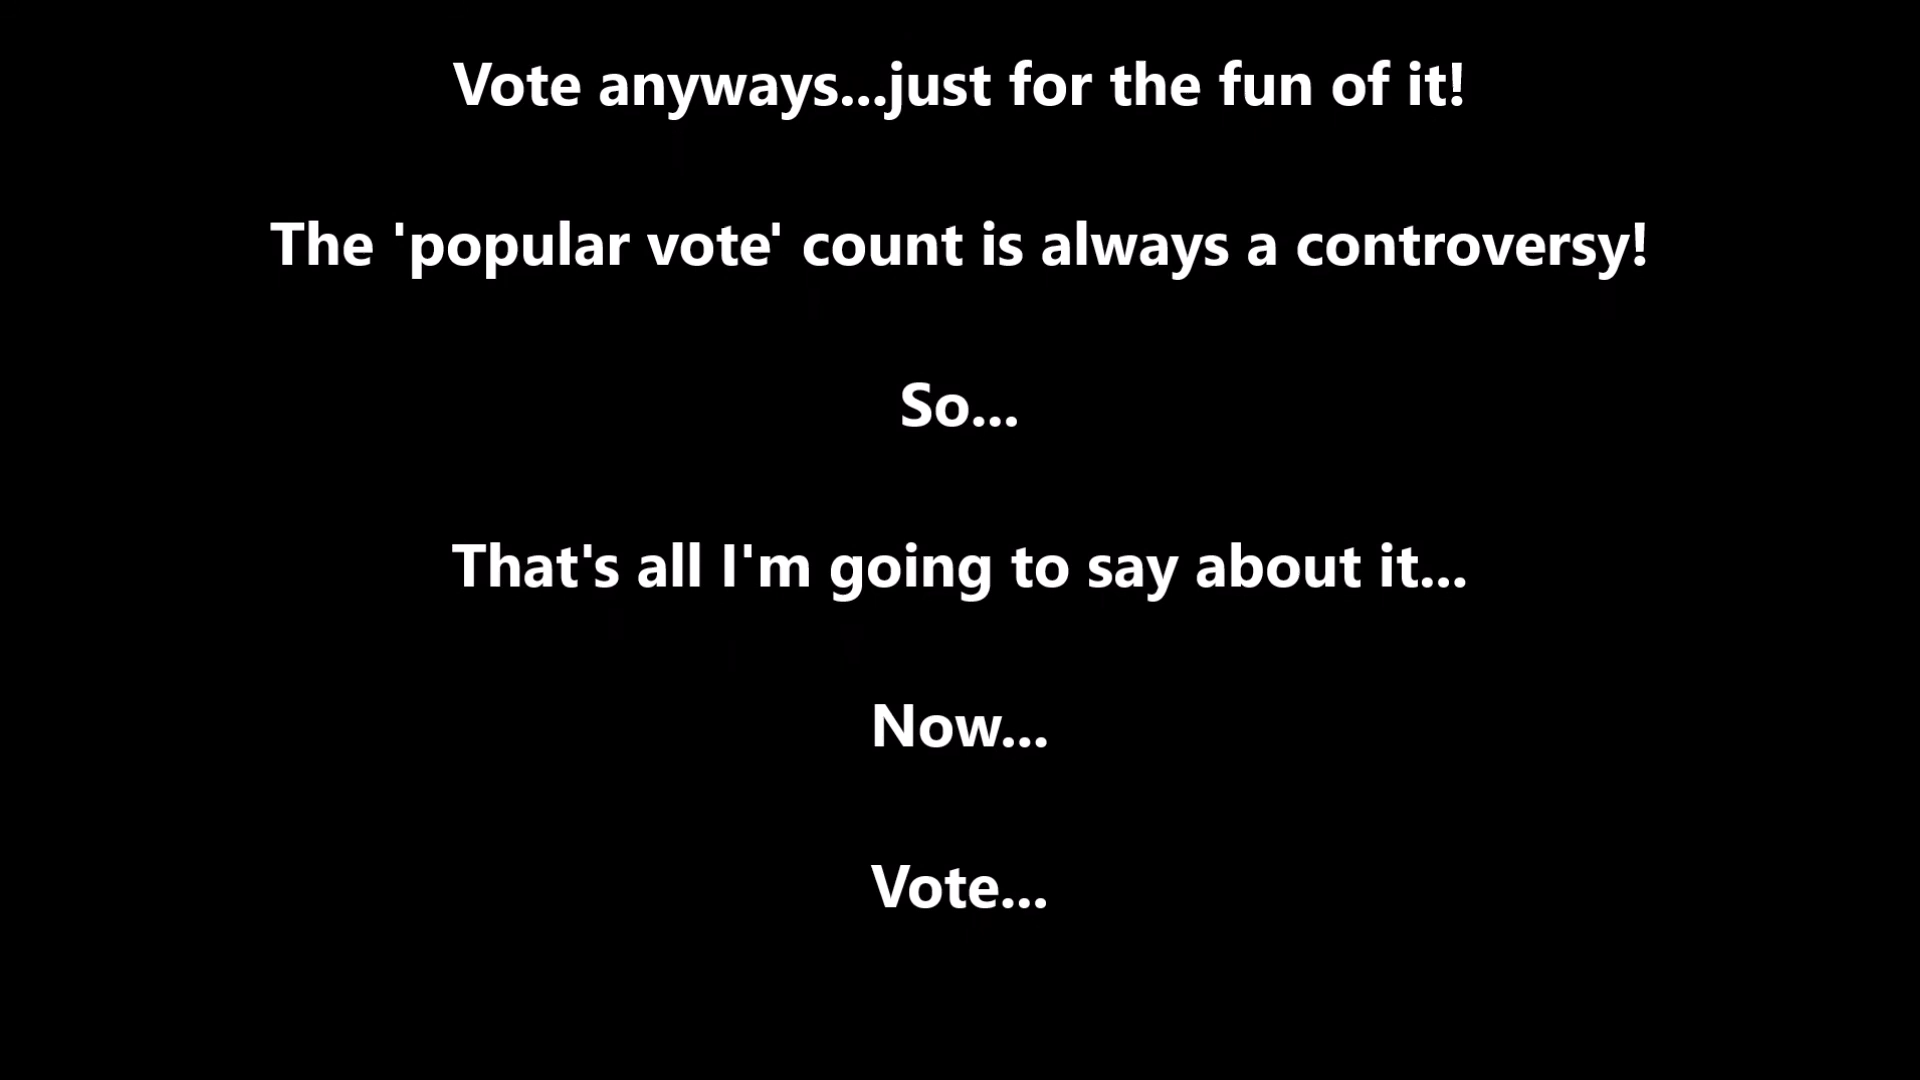 Vote anyways...just for the fun of it!
The 'popular vote' count is always a controversy!
So...
That's all I'm going to say about it...
Now...
Vote...